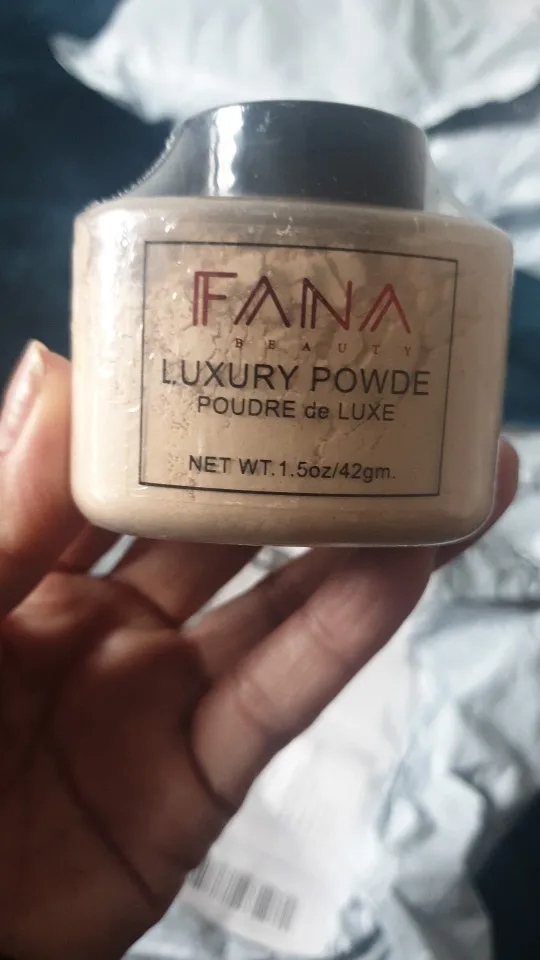 FANA
BEAUTY
LUXURY POWDE
POUDRE de LUXE
NET WT.1.5oz/42gm.